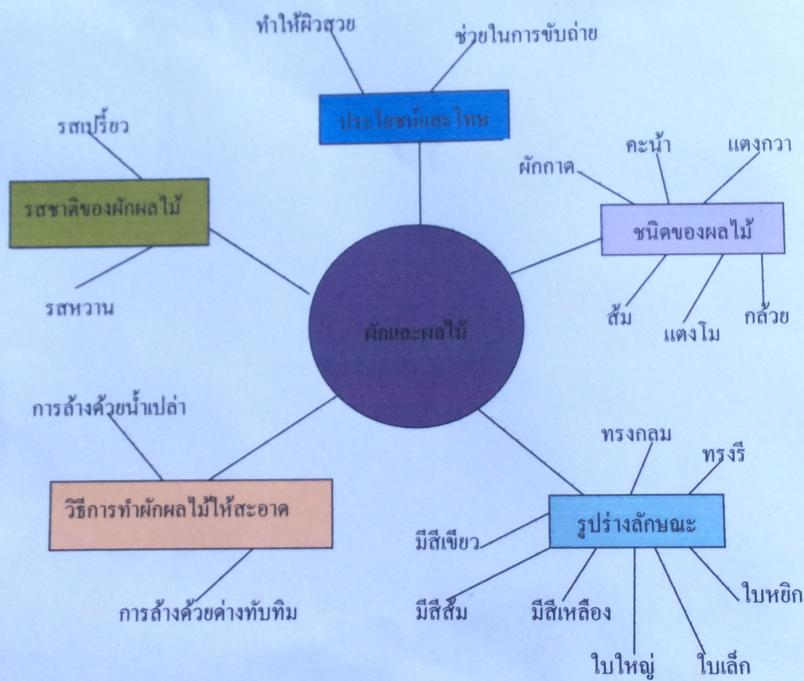 ทำให้ผิวสวย
ช่วยในการขับถ่าย
ประโยชน์และโทษ
รสเปรี้ยว
รสชาติของผักผลไม้
รสหวาน
ผักกาด
คะน้า
แตงกวา
ชนิดของผลไม้
ส้ม
แตงโม
กล้วย
ผักและผลไม้
การล้างด้วยน้ำเปล่า
วิธีการทำผักผลไม้ให้สะอาด
การล้างด้วยด่างทับทิม
ทรงกลม
ทรงรี
รูปร่างลักษณะ
มีสีเขียว
มีสีส้ม
มีสีเหลือง
ใบหยิก
ใบใหญ่
ใบเล็ก